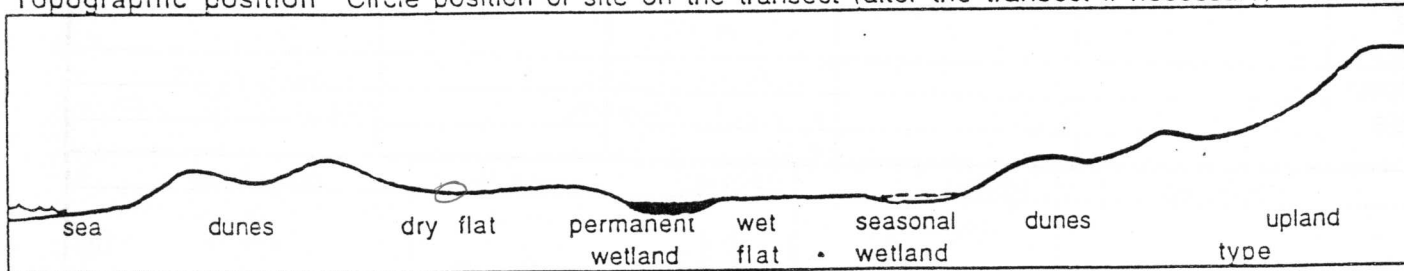 Topographic position Circle position of site on the transect (alter the transect if necessary)
sea dunes dry flat permanent wet seasonal dunes upland
wetland flat wetland type